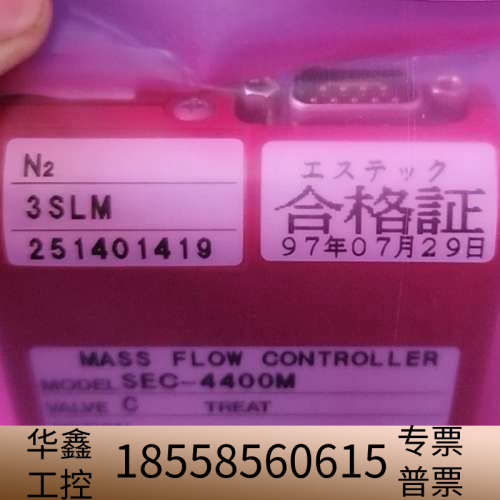 N2
3SLM
251401419
エステック
合格証
97年07月29日
MASS FLOW CONTROLLER
MODEL SEC-4400M
VALVE C TREAT
华鑫工控
18558560615
专票
普票